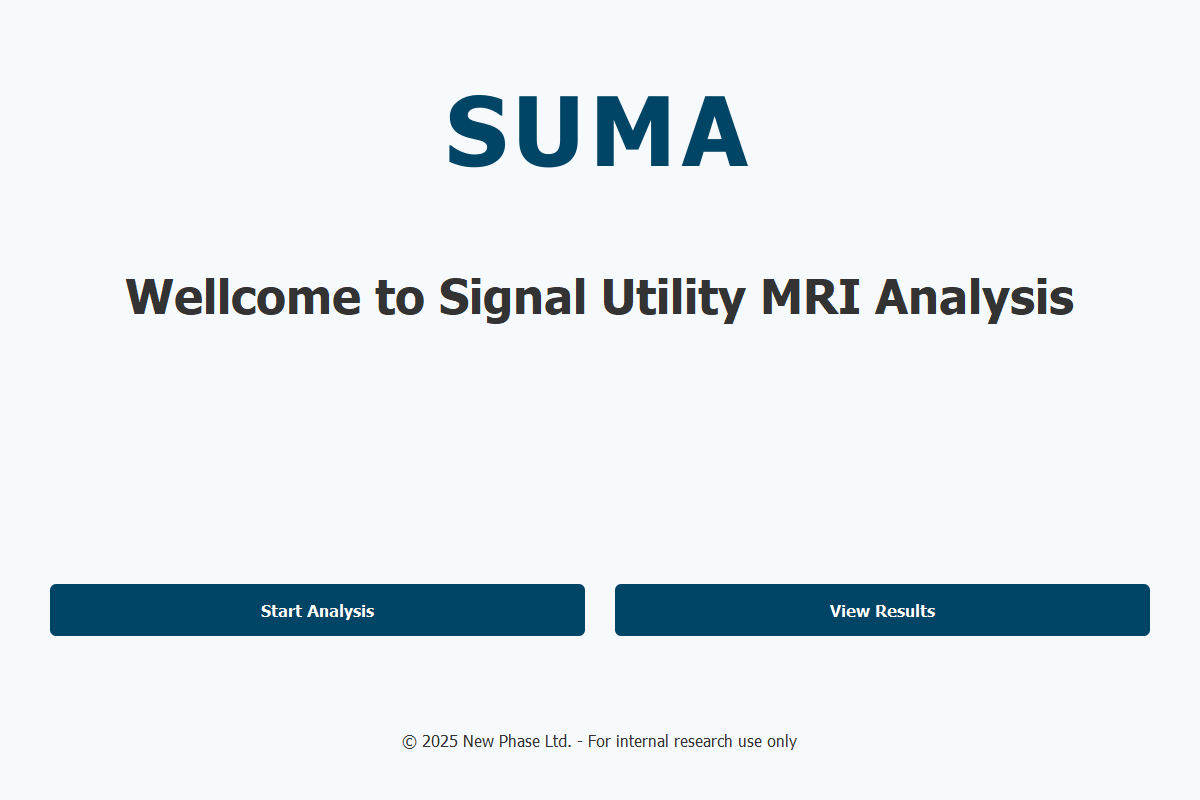 SUMA
Wellcome to Signal Utility MRI Analysis
Start Analysis
View Results
© 2025 New Phase Ltd. - For internal research use only